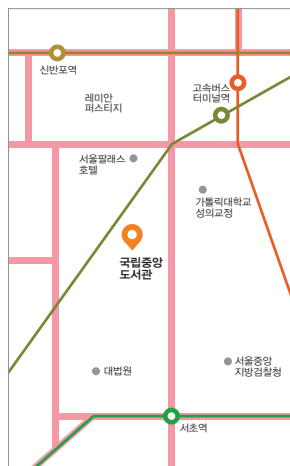 신반포역
고속버스
터미널역
레미안
퍼스티지
서울팔래스
호텔
가톨릭대학교
성의교정
국립중앙
도서관
서울중앙
지방검찰청
대법원
서초역